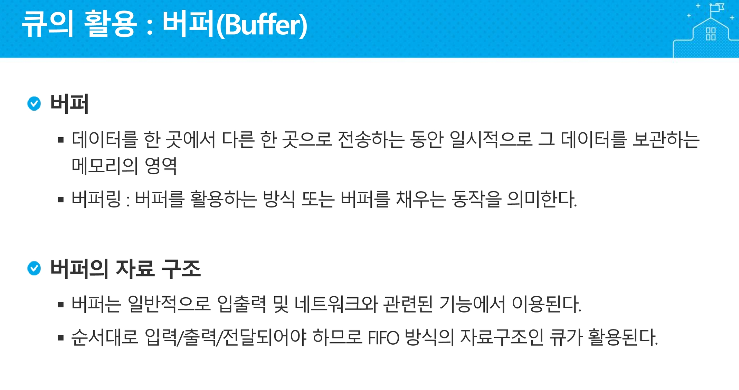 큐의 활용 : 버퍼(Buffer)
버퍼
데이터를 한 곳에서 다른 한 곳으로 전송하는 동안 일시적으로 그 데이터를 보관하는
메모리의 영역
버퍼링 : 버퍼를 활용하는 방식 또는 버퍼를 채우는 동작을 의미한다.
버퍼의 자료 구조
버퍼는 일반적으로 입출력 및 네트워크와 관련된 기능에서 이용된다.
순서대로 입력/출력/전달되어야 하므로 FIFO 방식의 자료구조인 큐가 활용된다.